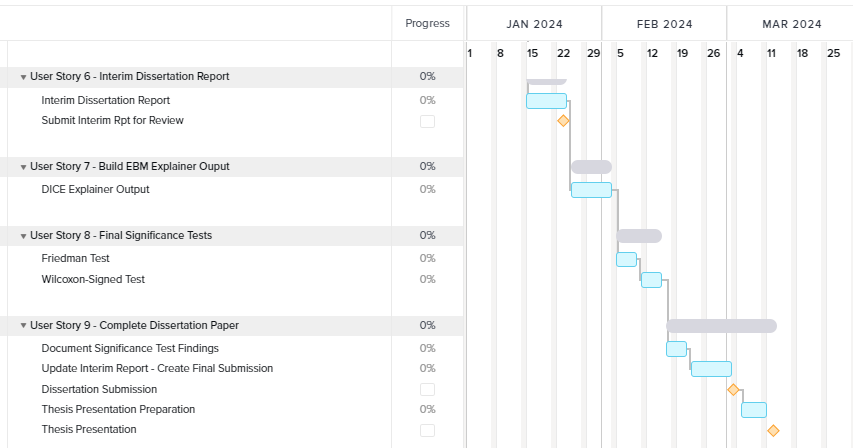 Progress JAN 2024 FEB 2024 MAR 2024
1 8 15 22 29 5 12 19 26 4 11 18 25
User Story 6 - Interim Dissertation Report 0%
Interim Dissertation Report 0%
Submit Interim Rpt for Review
User Story 7 - Build EBM Explainer Ouput 0%
DICE Explainer Output 0%
User Story 8 - Final Significance Tests 0%
Friedman Test 0%
Wilcoxon-Signed Test 0%
User Story 9 - Complete Dissertation Paper 0%
Document Significance Test Findings 0%
Update Interim Report - Create Final Submission 0%
Dissertation Submission
Thesis Presentation Preparation 0%
Thesis Presentation